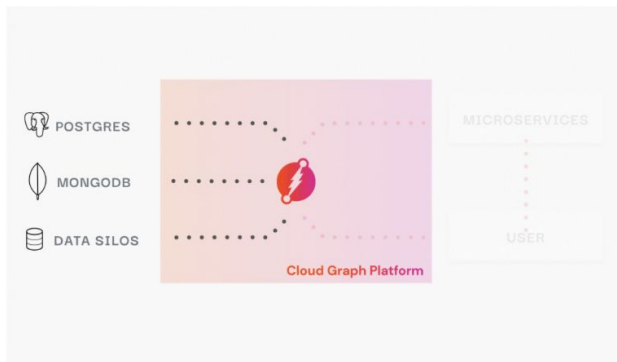 POSTGRES
MONGODB
DATA SILOS
Cloud Graph Platform
MICROSERVICES
USER